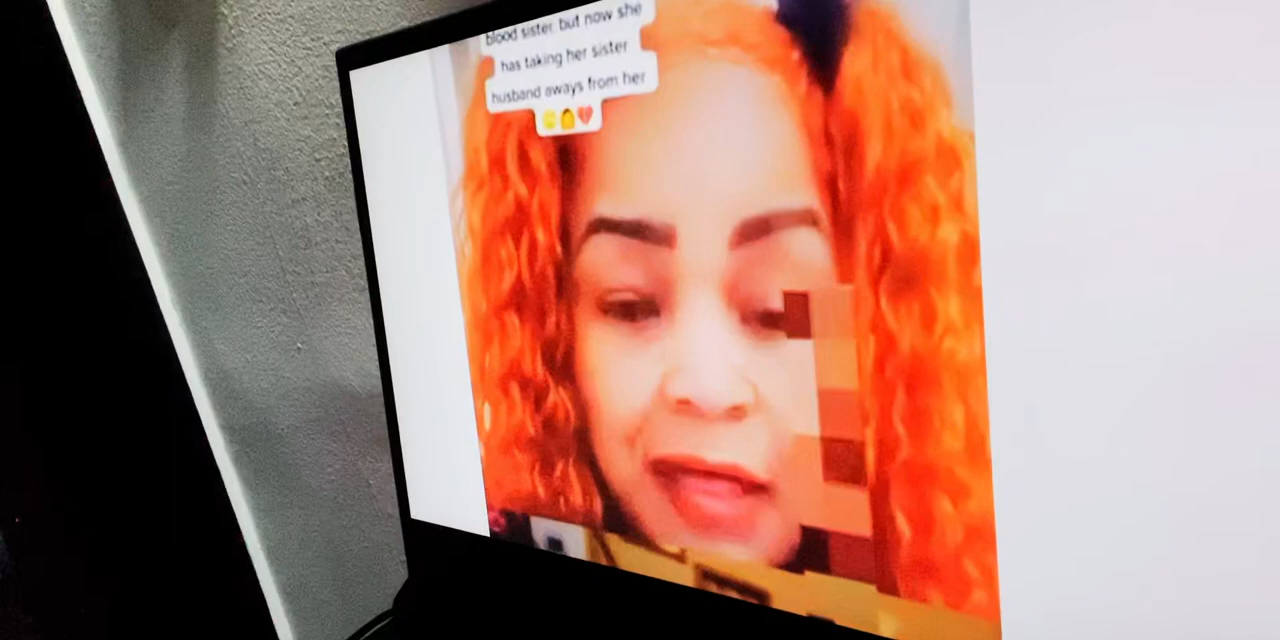 blood sister, but now she
has taking her sister
husband aways from her